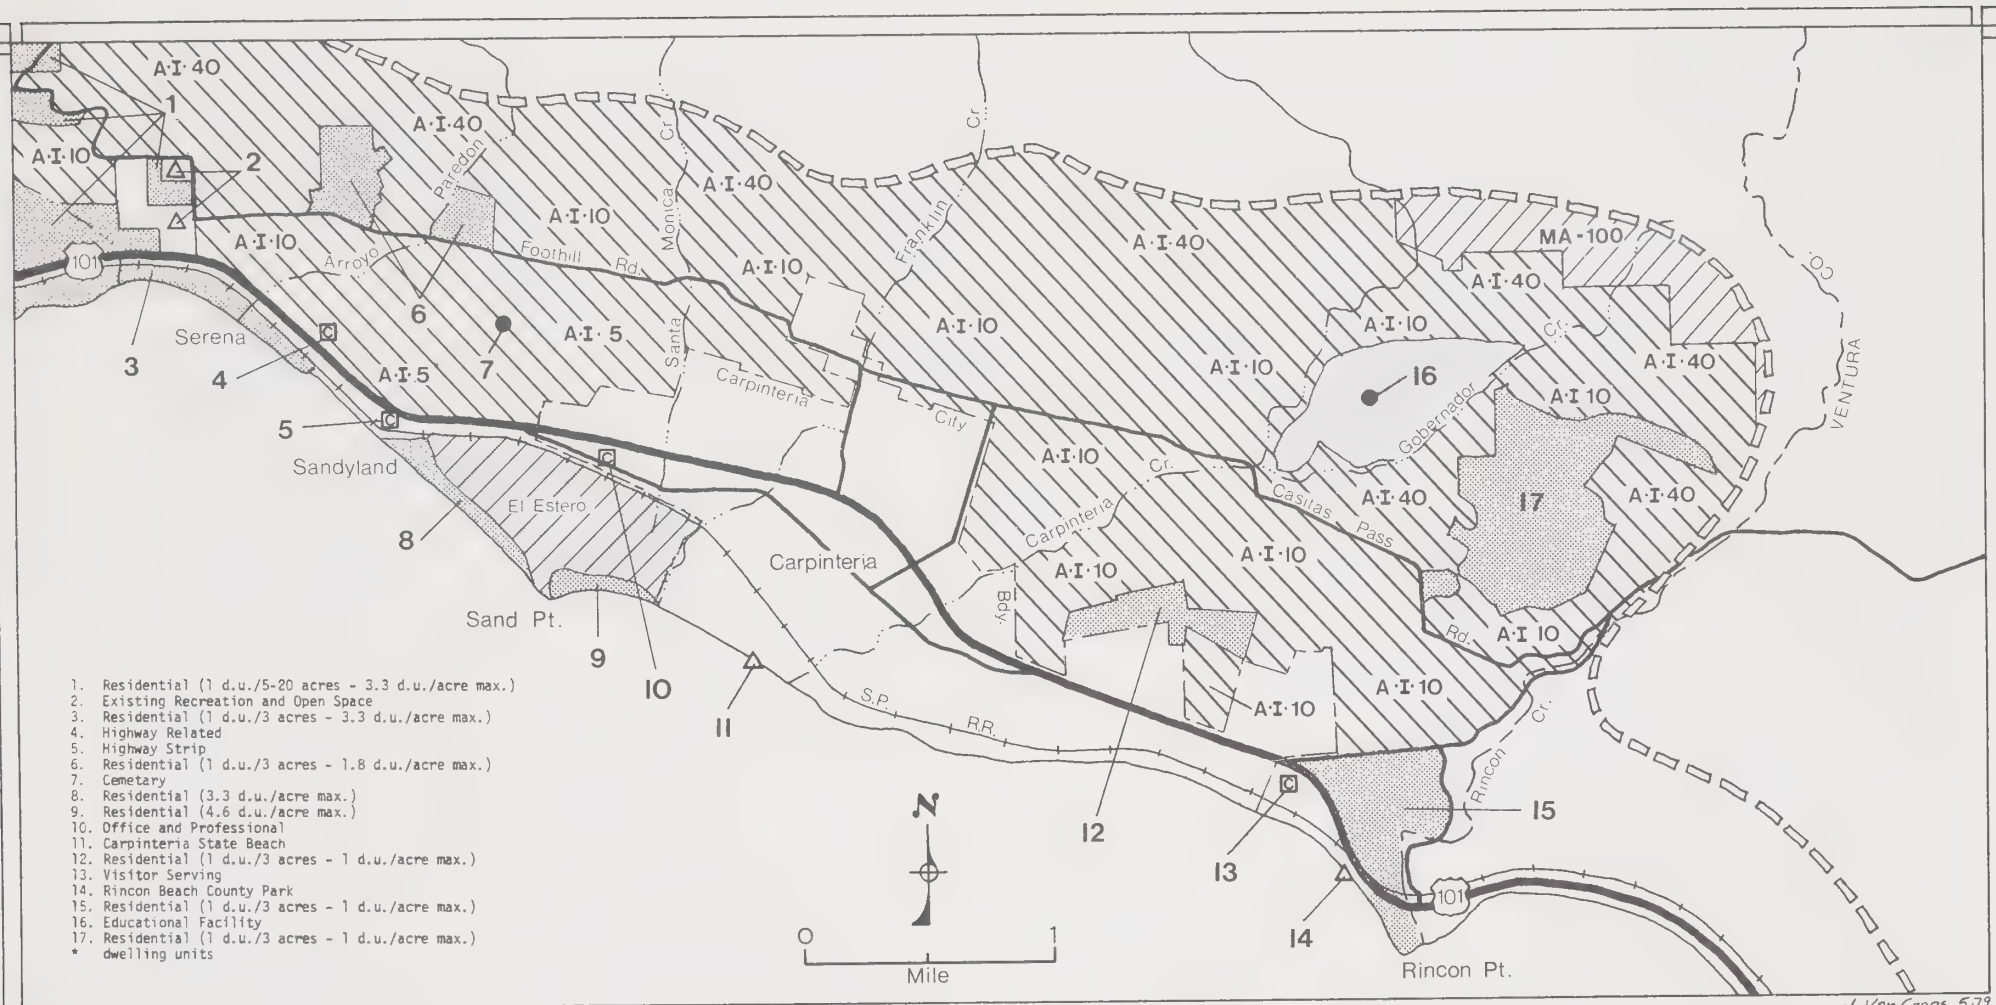 A-I-40
1
A-I-40
A-I-10
2
Paredon
Cr.
Cr.
Monica
A-I-40
A-I-10
Franklin
A-I-10
Arroyo
Foothill Rd.
A-I-10
A-I-40
MA-100
A-I-40
CO.
VENTURA
101
Serena
3
4
6
7
A-I-5
A-I-5
Santa
Carpinteria
City
A-I-10
A-I-10
A-I-10
Cr.
A-I-40
16
Gobernador
A-I 10
5
Sandyland
8
El Estero
Sand Pt.
9
10
11
Carpinteria
A-I-10
Cr.
Carpinteria
Bdy.
A-I-10
A-I-10
Casitas Pass
Rd.
A-I-40
17
A-I-40
A-I 10
A-I-10
A-I-10
S.P. R.R.
Cr.
Rincon
12
13
14
15
101
Rincon Pt.
1. Residential (1 d.u./5-20 acres - 3.3 d.u./acre max.)
2. Existing Recreation and Open Space
3. Residential (1 d.u./3 acres - 3.3 d.u./acre max.)
4. Highway Related
5. Highway Strip
6. Residential (1 d.u./3 acres - 1.8 d.u./acre max.)
7. Cemetary
8. Residential (3.3 d.u./acre max.)
9. Residential (4.6 d.u./acre max.)
10. Office and Professional
11. Carpinteria State Beach
12. Residential (1 d.u./3 acres - 1 d.u./acre max.)
13. Visitor Serving
14. Rincon Beach County Park
15. Residential (1 d.u./3 acres - 1 d.u./acre max.)
16. Educational Facility
17. Residential (1 d.u./3 acres - 1 d.u./acre max.)
* dwelling units
N
0 1
Mile
C
C
C
C
5.79